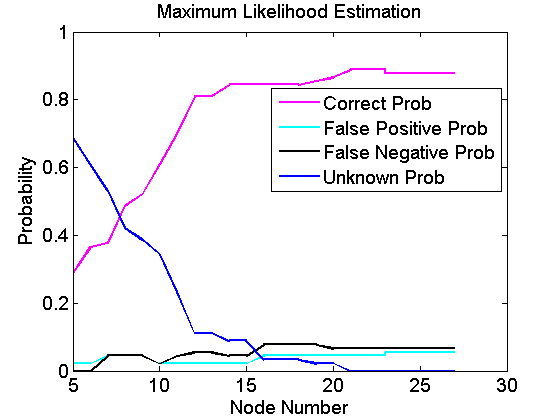 Maximum Likelihood Estimation
1
0.8
0.6
0.4
0.2
0
Probability
Correct Prob
False Positive Prob
False Negative Prob
Unknown Prob
5
10
15
20
25
30
Node Number